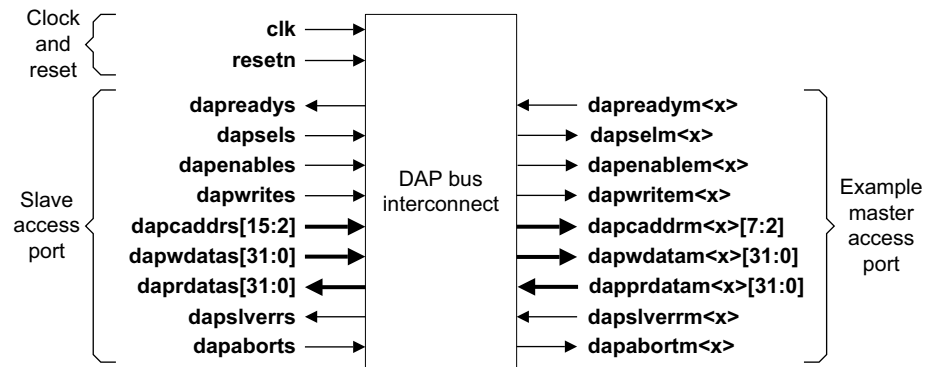 Clock
and
reset
clk
resetn
Slave
access
port
dapreadys
dapsels
dapenables
dapwrites
dapcaddrs[15:2]
dapwdatas[31:0]
daprdatas[31:0]
dapslverrs
dapaborts
DAP bus
interconnect
dapreadym<x>
dapselm<x>
dapenablem<x>
dapwritem<x>
dapcaddrm<x>[7:2]
dapwdatam<x>[31:0]
dapprdatam<x>[31:0]
dapslverrm<x>
dapabortm<x>
Example
master
access
port